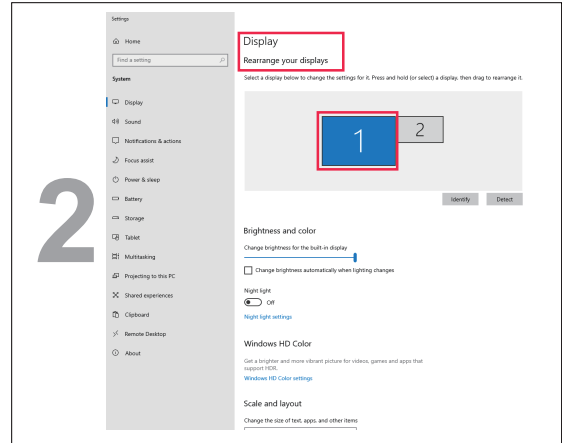 2
Settings
Home
Find a setting
System
Display
Sound
Notifications & actions
Focus assist
Power & sleep
Battery
Storage
Tablet
Multitasking
Projecting to this PC
Shared experiences
Clipboard
Remote Desktop
About
Display
Rearrange your displays
Select a display below to change the settings for it. Press and hold (or select) a display, then drag to rearrange it.
1
2
Identify Detect
Brightness and color
Change brightness for the built-in display
Change brightness automatically when lighting changes
Night light
Off
Night light settings
Windows HD Color
Get a brighter and more vibrant picture for videos, games and apps that
support HDR.
Windows HD Color settings
Scale and layout
Change the size of text, apps, and other items